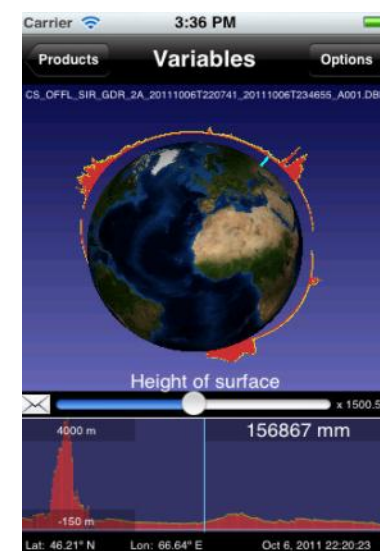 Carrier 3:36 PM
Products Variables Options
CS_OFFL_SIR_GDR_2A_20111006T220741_20111006T234655_A001.DB
Height of surface
x 1500.5
4000 m 156867 mm
-150 m
Lat: 46.21° N Lon: 66.64° E Oct 6, 2011 22:20:23